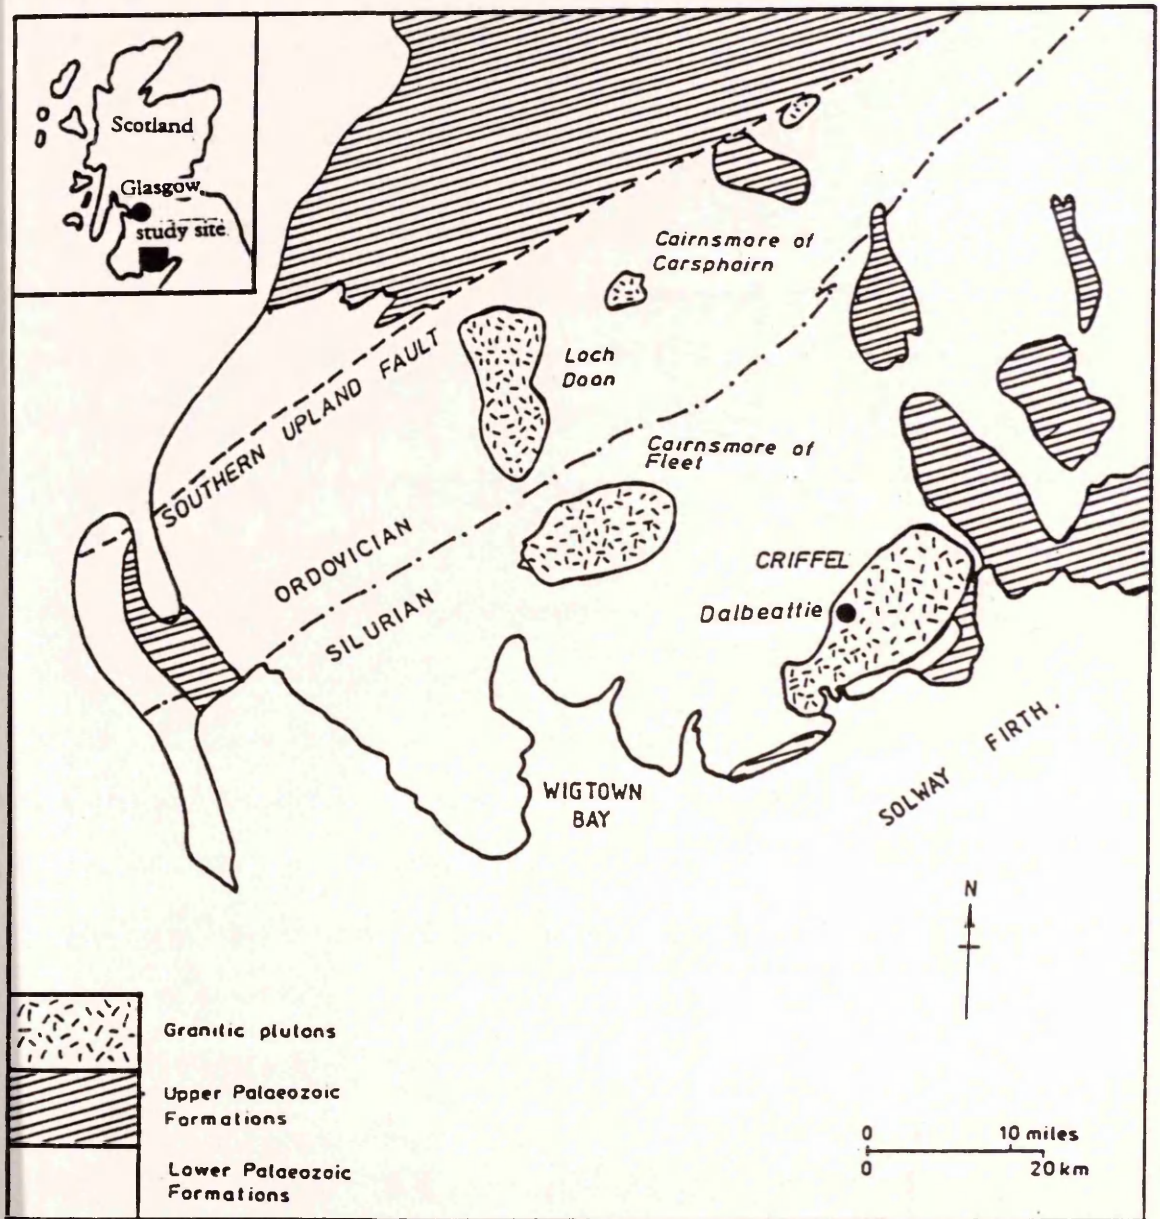 Scotland
Glasgow
study site
Cairnsmore of
Carsphairn
Loch
Doon
SOUTHERN UPLAND FAULT
Cairnsmore of
Fleet
ORDOVICIAN
SILURIAN
CRIFFEL
Dalbeattie
WIGTOWN
BAY
SOLWAY FIRTH.
N
Granitic plutons
Upper Palaeozoic
Formations
Lower Palaeozoic
Formations
0 10 miles
0 20 km